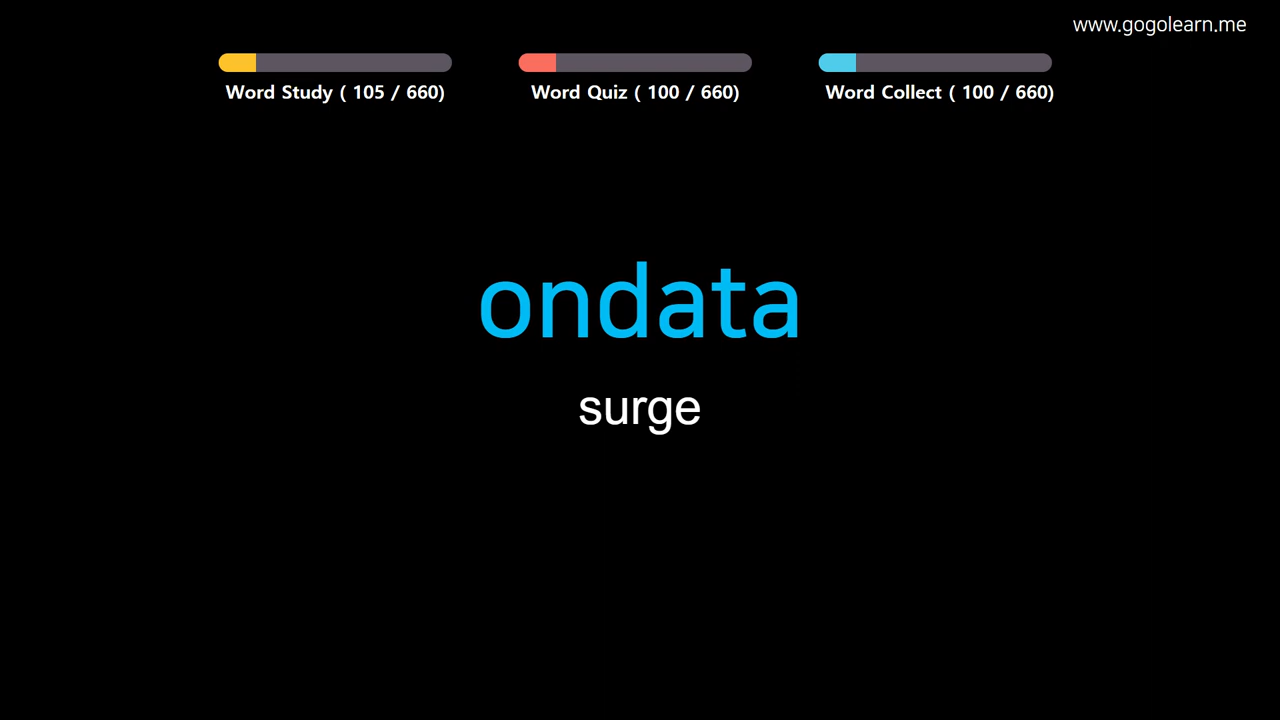 www.gogolearn.me
Word Study ( 105 / 660)
Word Quiz ( 100 / 660)
Word Collect ( 100 / 660)
ondata
surge